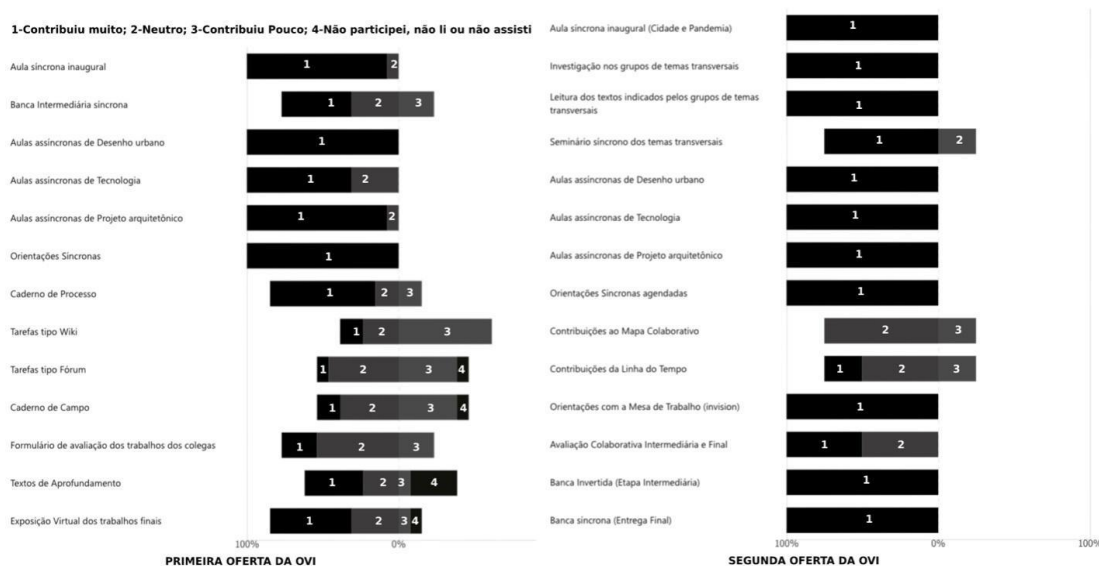 1-Contribuiu muito; 2-Neutro; 3-Contribuiu Pouco; 4-Não participei, não li ou não assisti
Aula síncrona inaugural
1 2
Banca Intermediária síncrona
1 2 3
Aulas assíncronas de Desenho urbano
1
Aulas assíncronas de Tecnologia
1 2
Aulas assíncronas de Projeto arquitetônico
1 2
Orientações Síncronas
1
Caderno de Processo
1 2 3
Tarefas tipo Wiki
1 2 3
Tarefas tipo Fórum
1 2 3 4
Caderno de Campo
1 2 3 4
Formulário de avaliação dos trabalhos dos colegas
1 2 3
Textos de Aprofundamento
1 2 3 4
Exposição Virtual dos trabalhos finais
1 2 3 4
100% 0%
PRIMEIRA OFERTA DA OVI
Aula síncrona inaugural (Cidade e Pandemia)
1
Investigação nos grupos de temas transversais
1
Leitura dos textos indicados pelos grupos de temas
transversais
1
Seminário síncrono dos temas transversais
1 2
Aulas assíncronas de Desenho urbano
1
Aulas assíncronas de Tecnologia
1
Aulas assíncronas de Projeto arquitetônico
1
Orientações Síncronas agendadas
1
Contribuições ao Mapa Colaborativo
2 3
Contribuições da Linha do Tempo
1 2 3
Orientações com a Mesa de Trabalho (invision)
1
Avaliação Colaborativa Intermediária e Final
1 2
Banca Invertida (Etapa Intermediária)
1
Banca síncrona (Entrega Final)
1
100% 0% 100%
SEGUNDA OFERTA DA OVI